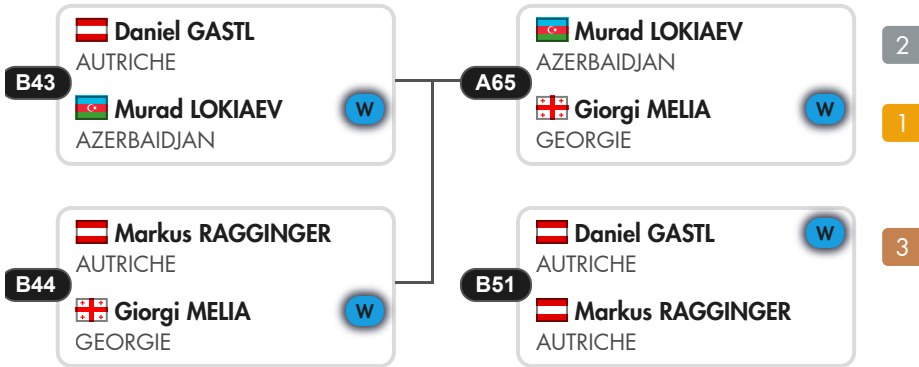 B43
Daniel GASTL
AUTRICHE
Murad LOKIAEV
W
AZERBAIDJAN
B44
Markus RAGGINGER
AUTRICHE
Giorgi MELIA
W
GEORGIE
A65
Murad LOKIAEV
AZERBAIDJAN
2
Giorgi MELIA
W
1
GEORGIE
B51
Daniel GASTL
W
AUTRICHE
3
Markus RAGGINGER
AUTRICHE